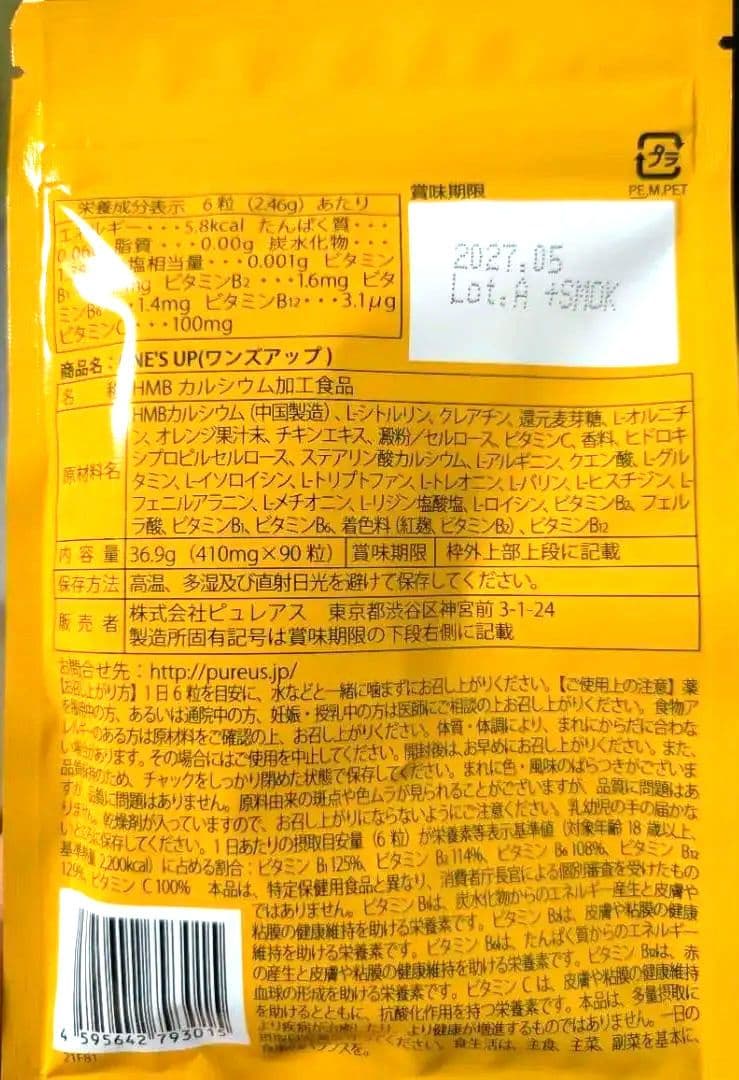 プラ
PE,M,PET
賞味期限
2027.05
Lot.A +SMOK
栄養成分表示 6粒 (2.46g) あたり
エネルギー・・・5.8kcal たんぱく質・・・
脂質・・・0.00g 炭水化物・・・
塩相当量・・・0.001g ビタミン
mg ビタミンB2・・・1.6mg ビタ
ミンB6・・1.4mg ビタミンB12・・・3.1μg
ビタミンC・・・100mg
商品名: NE'S UP(ワンズアップ)
名 称 HMB カルシウム加工食品
原材料名
HMBカルシウム (中国製造)、L-シトルリン、クレアチン、還元麦芽糖、L-オルニチ
ン、オレンジ果汁末、チキンエキス、澱粉/セルロース、ビタミンC、香料、ヒドロキ
シプロピルセルロース、ステアリン酸カルシウム、L-アルギニン、クエン酸、L-グル
タミン、L-イソロイシン、L-トリプトファン、L-トレオニン、L-バリン、L-ヒスチジン、L-
フェニルアラニン、L-メチオニン、L-リジン塩酸塩、L-ロイシン、ビタミンB2、フェル
ラ酸、ビタミンB1、ビタミンB6、着色料 (紅麹、ビタミンB2)、ビタミンB12
内 容 量 36.9g (410mg×90 粒) 賞味期限 枠外上部上段に記載
保存方法 高温、多湿及び直射日光を避けて保存してください。
販 売 者 株式会社ピュレアス 東京都渋谷区神宮前 3-1-24
製造所固有記号は賞味期限の下段右側に記載
お問合せ先:http://pureus.jp/
【お召し上がり方】1日6粒を目安に、水などと一緒に噛まずにお召し上がりください。【ご使用上の注意】薬
を服用中の方、あるいは通院中の方、妊娠・授乳中の方は医師にご相談の上お召し上がりください。食物ア
レルギーのある方は原材料をご確認の上、お召し上がりください。体質・体調により、まれにからだに合わな
い場合があります。その場合にはご使用を中止してください。開封後は、お早めにお召し上がりください。また、
品質保持のため、チャックをしっかり閉めた状態で保存してください。まれに色・風味のばらつきがございま
すが、品質に問題はありません。原料由来の斑点や色ムラが見られることがございますが、品質に問題はあ
りません。乾燥剤が入っていますので、お召し上がりにならないようにご注意ください。乳幼児の手の届かな
いところに保存してください。1日あたりの摂取目安量 (6 粒) が栄養素等表示基準値 (対象年齢 18 歳以上、
基準熱量 2,200kcal) に占める割合:ビタミン B1 125%、ビタミン B2 114%、ビタミン B6 108%、ビタミン B12
129%、ビタミン C 100% 本品は、特定保健用食品と異なり、消費者庁長官による個別審査を受けたもの
ではありません。ビタミン B1は、炭水化物からのエネルギー産生と皮膚や
粘膜の健康維持を助ける栄養素です。ビタミン B2は、皮膚や粘膜の健康
維持を助ける栄養素です。ビタミン B6は、たんぱく質からのエネルギー
の産生と皮膚や粘膜の健康維持を助ける栄養素です。ビタミン B12は、赤
血球の形成を助ける栄養素です。ビタミン C は、皮膚や粘膜の健康維持
を助けるとともに、抗酸化作用を持つ栄養素です。本品は、多量摂取に
より疾病が治癒したり、より健康が増進するものではありません。一日の
ください。食生活は、主食、主菜、副菜を基本に、
バランスを。
4 595642 793015
21F81